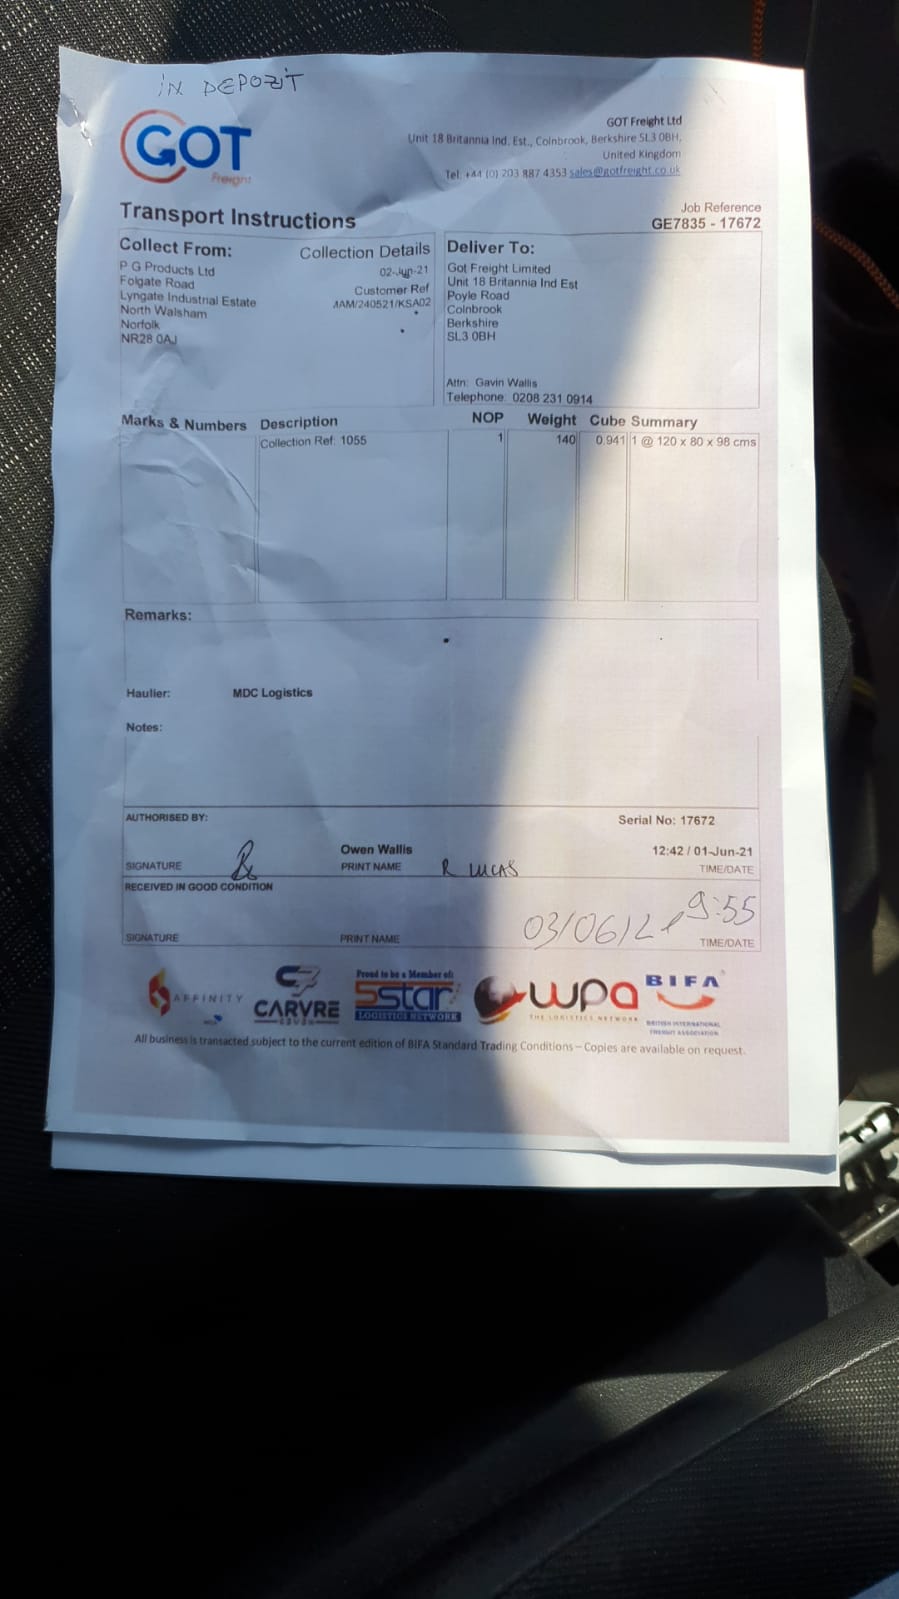 IN DEPOZIT
GOT
Freight
GOT Freight Ltd
Unit 18 Britannia Ind. Est., Colnbrook, Berkshire SL3 0BH,
United Kingdom
Tel: +44 (0) 203 887 4353 sales@gotfreight.co.uk
Transport Instructions
Job Reference
GE7835 - 17672
Collect From:
P G Products Ltd
Folgate Road
Lyngate Industrial Estate
North Walsham
Norfolk
NR28 0AJ
Collection Details
02-Jun-21
Customer Ref
JAM/240521/KSA02
Deliver To:
Got Freight Limited
Unit 18 Britannia Ind Est
Poyle Road
Colnbrook
Berkshire
SL3 0BH
Attn: Gavin Wallis
Telephone: 0208 231 0914
Marks & Numbers Description NOP Weight Cube Summary
Collection Ref: 1055 1 140 0.941 1 @ 120 x 80 x 98 cms
Remarks:
Haulier: MDC Logistics
Notes:
AUTHORISED BY: Serial No: 17672
Owen Wallis 12:42 / 01-Jun-21
SIGNATURE PRINT NAME R LUCAS TIME/DATE
RECEIVED IN GOOD CONDITION
03/06/21 9:55
SIGNATURE PRINT NAME TIME/DATE
AFFINITY
CARVRE
Proud to be a Member of:
5star
LOGISTICS NETWORK
wpa
THE LOGISTICS NETWORK
BIFA
BRITISH INTERNATIONAL
FREIGHT ASSOCIATION
All business is transacted subject to the current edition of BIFA Standard Trading Conditions – Copies are available on request.